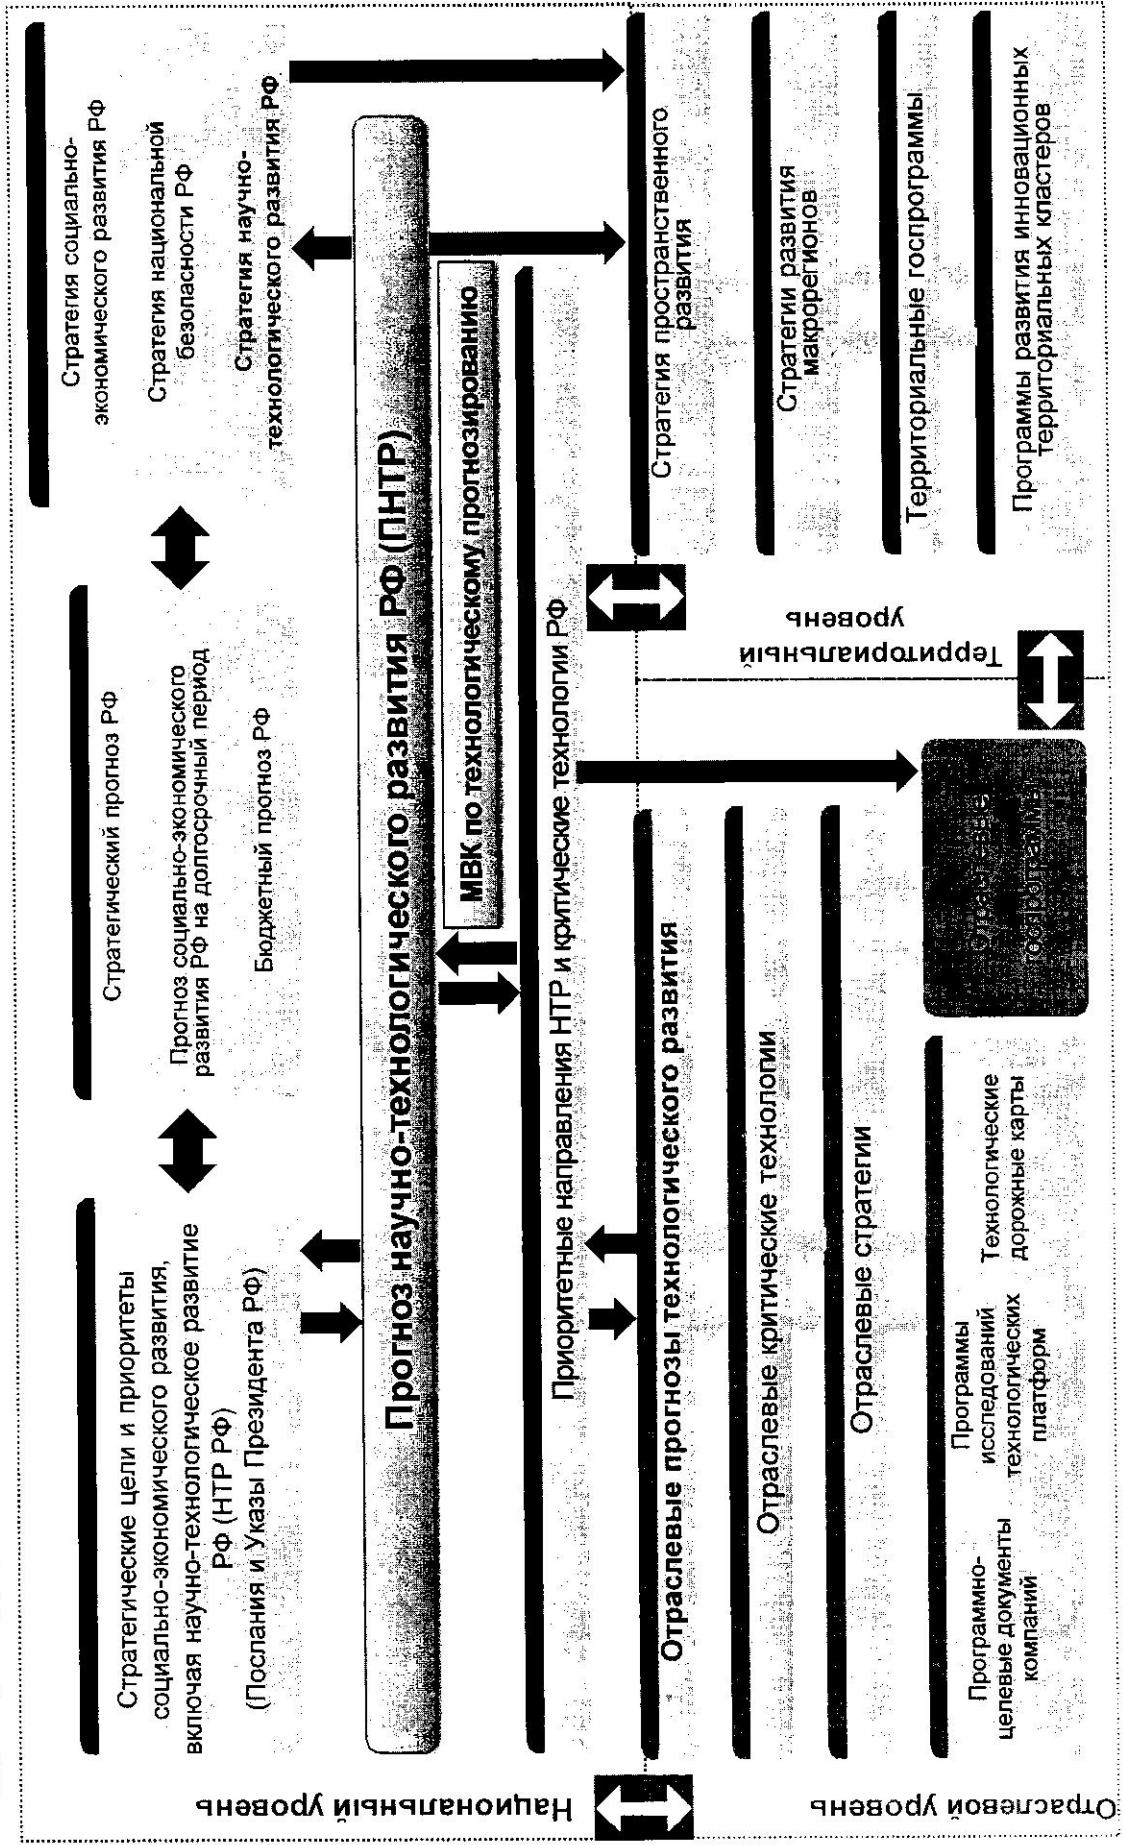 Стратегические цели и приоритеты
социально-экономического развития,
включая научно-технологическое развитие
РФ (НТР РФ)
(Послания и Указы Президента РФ)
Стратегический прогноз РФ
Прогноз социально-экономического
развития РФ на долгосрочный период
Бюджетный прогноз РФ
Стратегия социально-
экономического развития РФ
Стратегия национальной
безопасности РФ
Стратегия научно-
технологического развития РФ
Национальный уровень
Прогноз научно-технологического развития РФ (ПНТР)
МВК по технологическому прогнозированию
Приоритетные направления НТР и критические технологии РФ
Отраслевой уровень
Отраслевые прогнозы технологического развития
Отраслевые критические технологии
Отраслевые стратегии
Программно-
целевые документы
компаний
Программы
исследований
технологических
платформ
Технологические
дорожные карты
Отраслевые
госпрограммы
Территориальный
уровень
Стратегия пространственного
развития
Стратегии развития
макрорегионов
Территориальные госпрограммы
Программы развития инновационных
территориальных кластеров